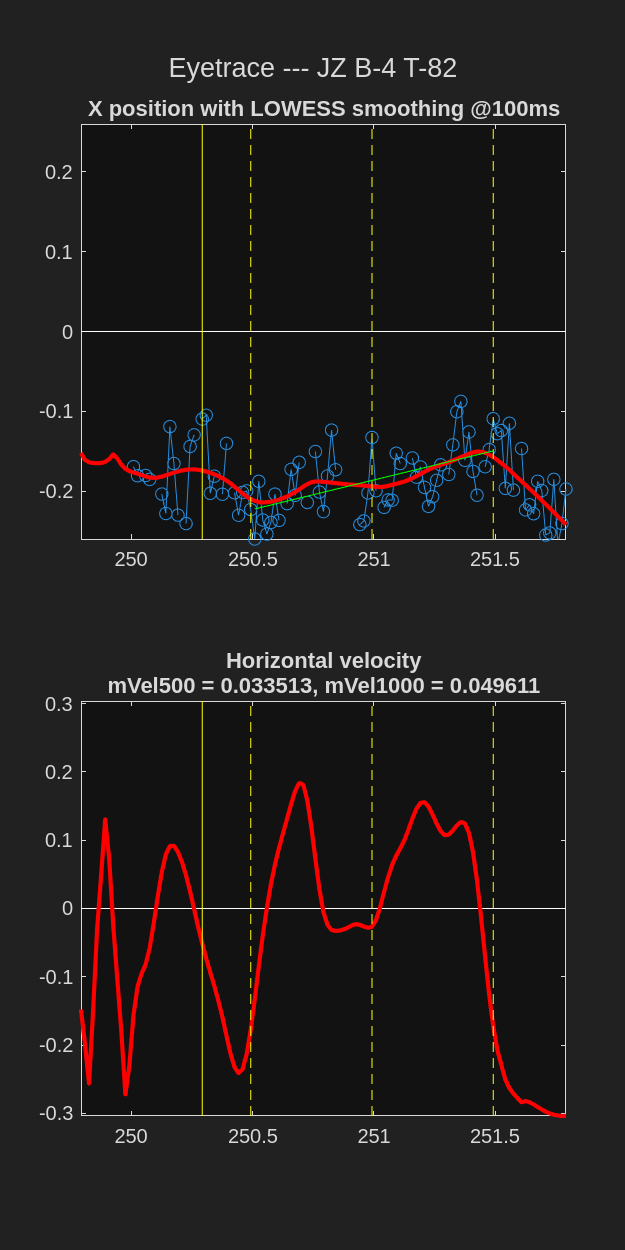 Eyetrace --- JZ B-4 T-82
X position with LOWESS smoothing @100ms
0.2
0.1
0
-0.1
-0.2
250 250.5 251 251.5
Horizontal velocity
mVel500 = 0.033513, mVel1000 = 0.049611
0.3
0.2
0.1
0
-0.1
-0.2
-0.3
250 250.5 251 251.5